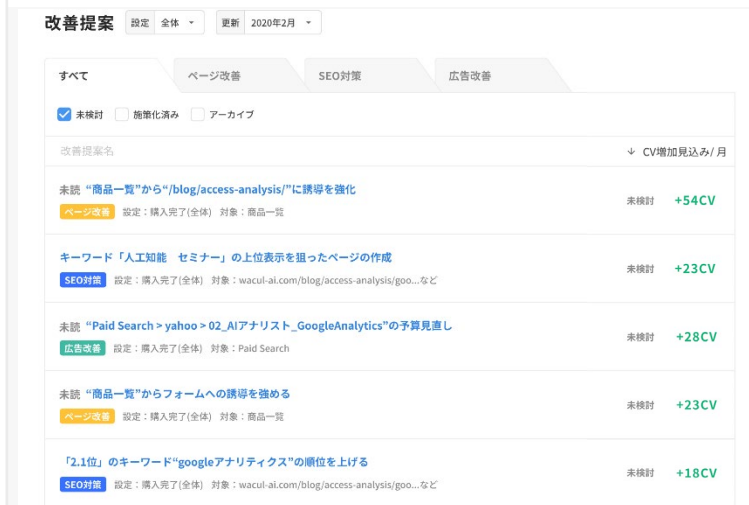 改善提案 設定 全体 更新 2020年2月
すべて ページ改善 SEO対策 広告改善
未検討 施策化済み アーカイブ
改善提案名 ↓ CV増加見込み/月
未読 “商品一覧”から“/blog/access-analysis/”に誘導を強化
ページ改善 設定：購入完了(全体) 対象：商品一覧 未検討 +54CV
キーワード「人工知能 セミナー」の上位表示を狙ったページの作成
SEO対策 設定：購入完了(全体) 対象：wacul-ai.com/blog/access-analysis/goo...など 未検討 +23CV
未読 “Paid Search > yahoo > 02_AIアナリスト_GoogleAnalytics”の予算見直し
広告改善 設定：購入完了(全体) 対象：Paid Search 未検討 +28CV
未読 “商品一覧”からフォームへの誘導を強める
ページ改善 設定：購入完了(全体) 対象：商品一覧 未検討 +23CV
「2.1位」のキーワード“googleアナリティクス”の順位を上げる
SEO対策 設定：購入完了(全体) 対象：wacul-ai.com/blog/access-analysis/goo...など 未検討 +18CV